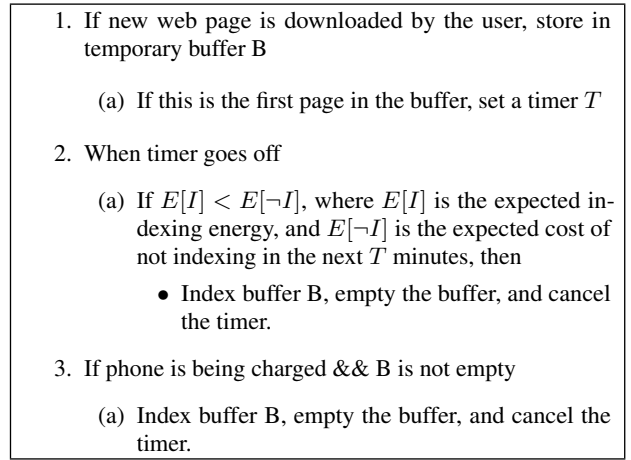 1. If new web page is downloaded by the user, store in
temporary buffer B
(a) If this is the first page in the buffer, set a timer T
2. When timer goes off
(a) If E[I] < E[¬I], where E[I] is the expected in-
dexing energy, and E[¬I] is the expected cost of
not indexing in the next T minutes, then
• Index buffer B, empty the buffer, and cancel
the timer.
3. If phone is being charged && B is not empty
(a) Index buffer B, empty the buffer, and cancel the
timer.